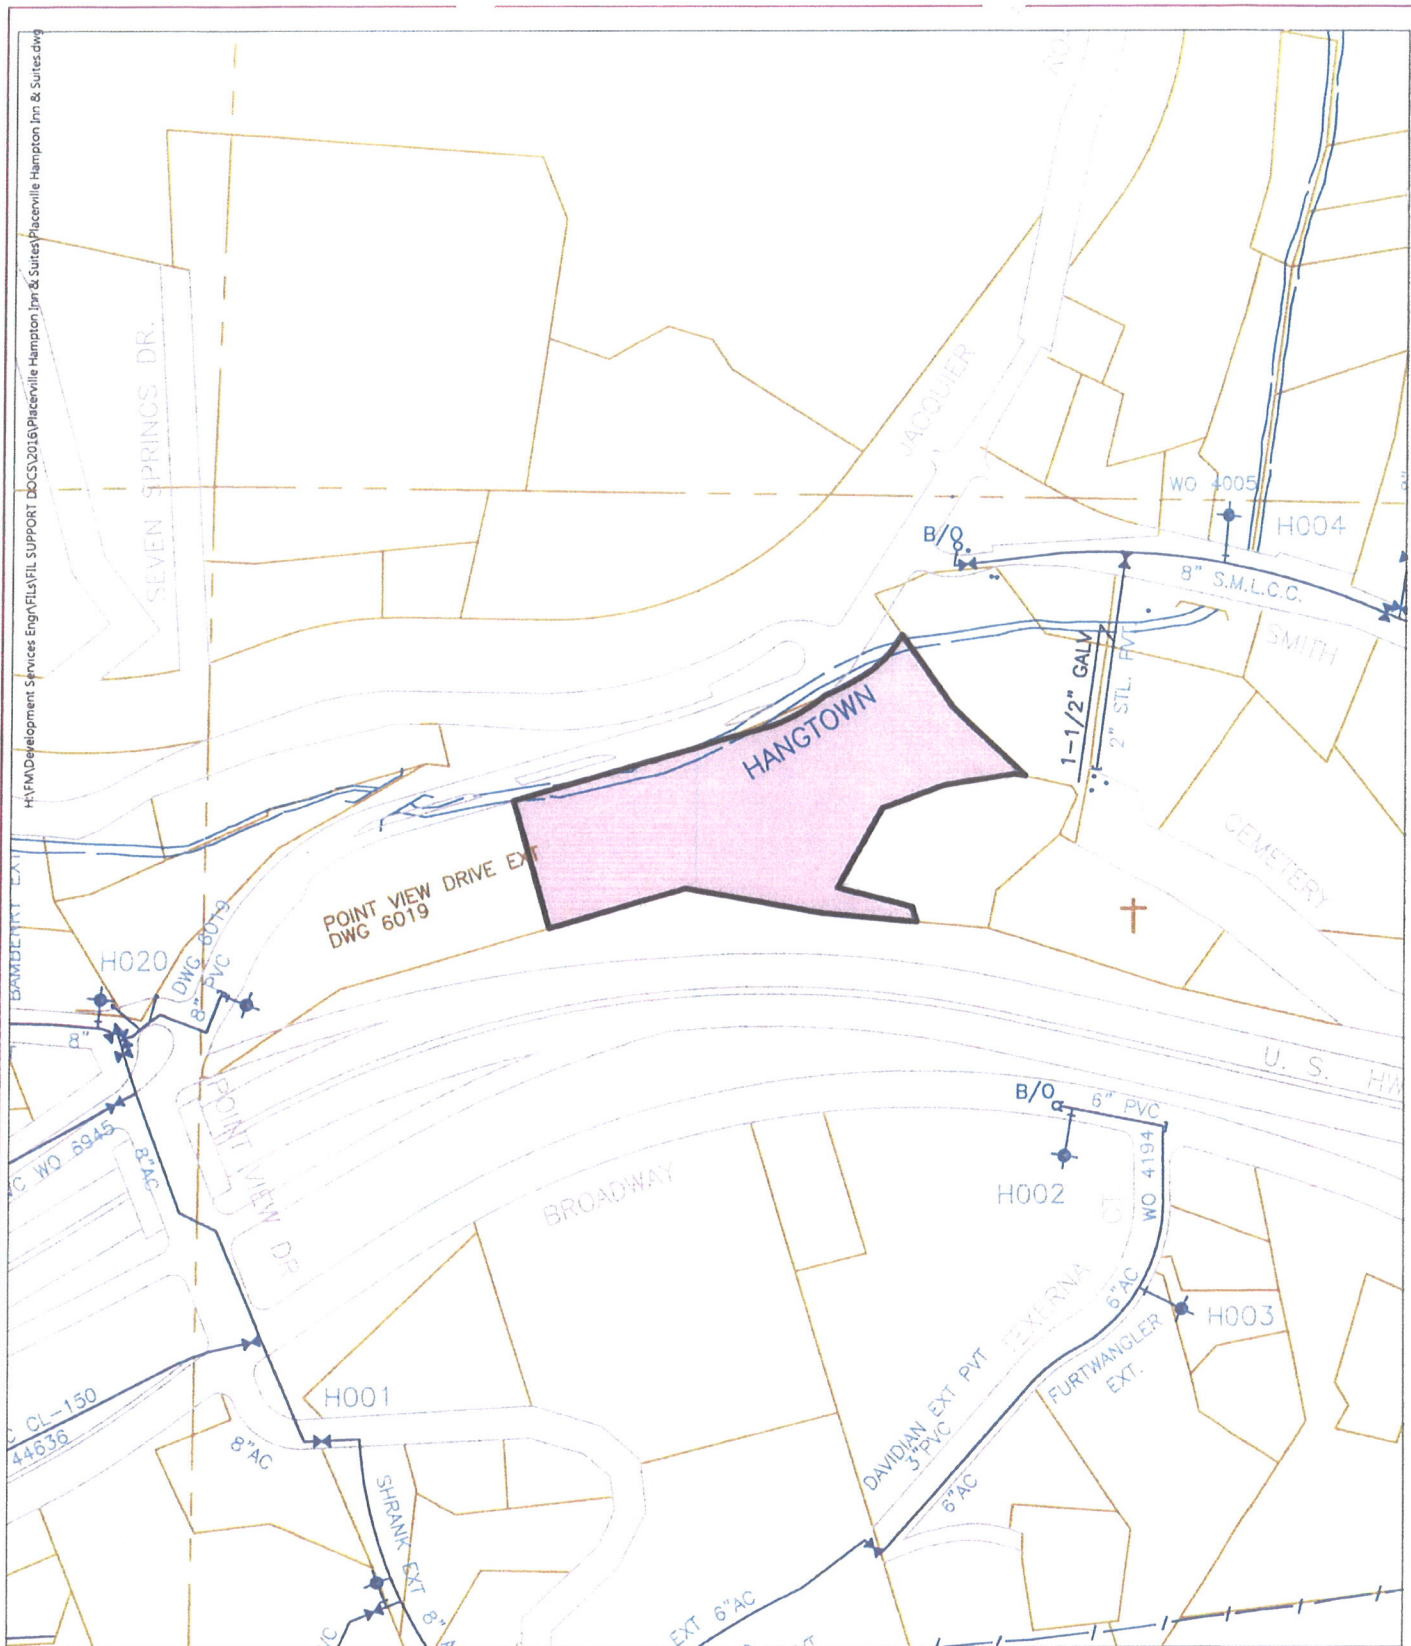 H:\FM\Development Services Engr\FILs\FIL SUPPORT DOCS\2016\Placerville Hampton Inn & Suites\Placerville Hampton Inn & Suites.dwg
SEVEN SPRINGS DR.
JACQUIER
WO 4005
H004
B/O
8" S.M.L.C.C.
SMITH
1-1/2" GALV
2" STL. PVT.
HANGTOWN
CEMETERY
POINT VIEW DRIVE EXT
DWG 6019
BAMBERRY EXT
H020
DWG 6019
8" PVC
8"
U. S. HW
POINT VIEW DR
B/O
6" PVC
WO 4194
H002
CT
WO 6945
8"AC
BROADWAY
TEXERNA
6"AC
H003
FURTWANGLER
EXT.
H001
CL-150
44636
8"AC
DAVIDIAN EXT PVT
3"PVC
6"AC
SHRANK EXT 8"
EXT 6"AC